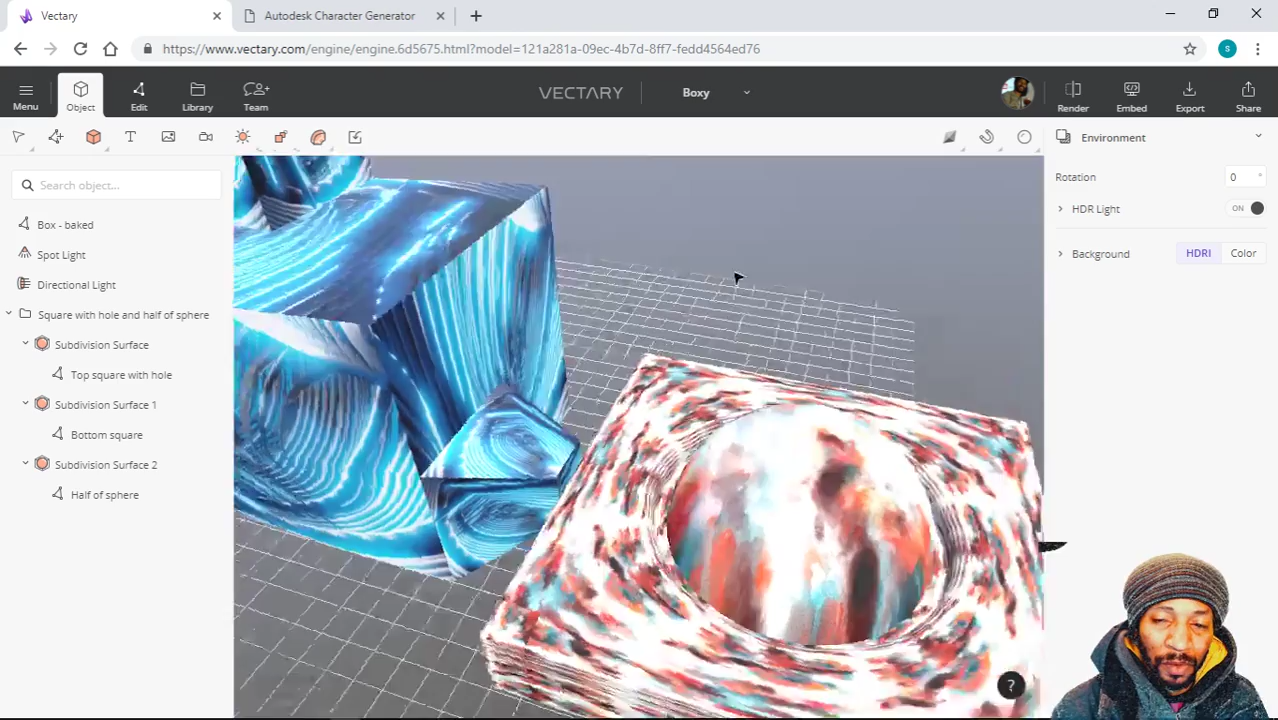 Vectary
Autodesk Character Generator
https://www.vectary.com/engine/engine.6d5675.html?model=121a281a-09ec-4b7d-8ff7-fedd4564ed76
S
Menu
Object
Edit
Library
Team
VECTARY
Boxy
Render
Embed
Export
Share
T
Environment
Search object...
Rotation
0 °
Box - baked
HDR Light
ON
Spot Light
Background
HDRI
Color
Directional Light
Square with hole and half of sphere
Subdivision Surface
Top square with hole
Subdivision Surface 1
Bottom square
Subdivision Surface 2
Half of sphere
?